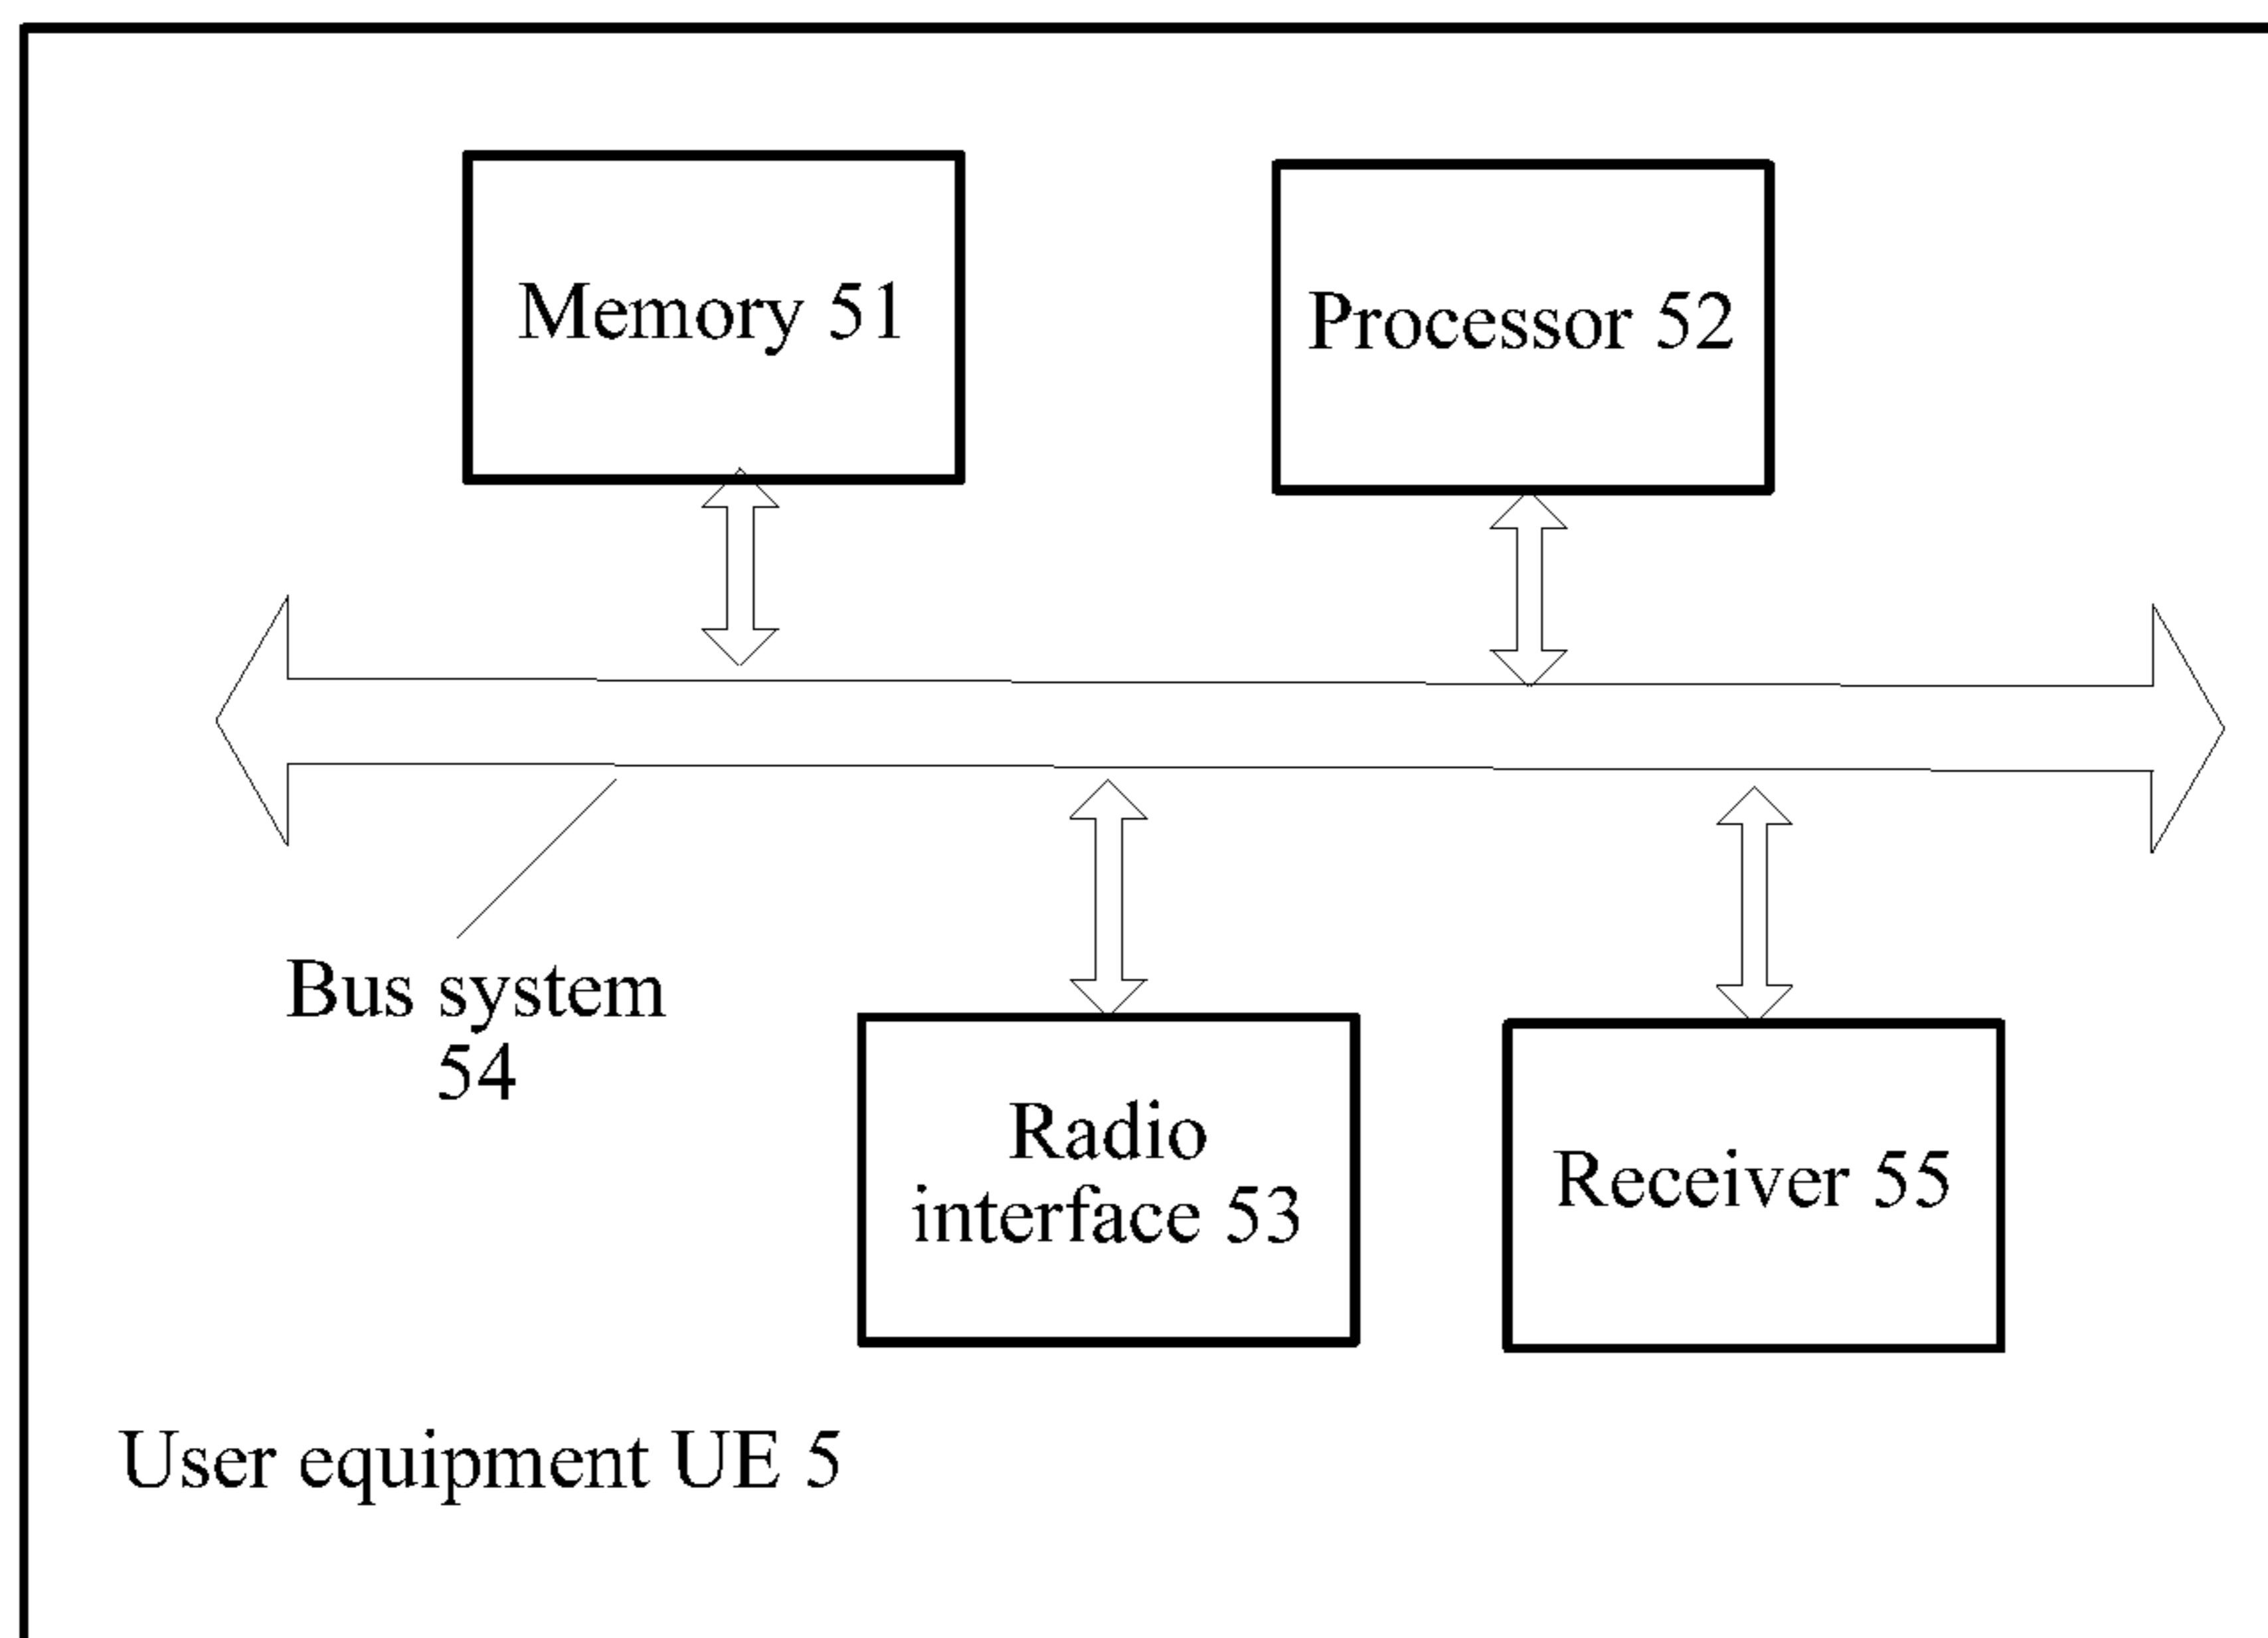 Memory 51
Processor 52
Bus system
54
Radio
interface 53
Receiver 55
User equipment UE 5